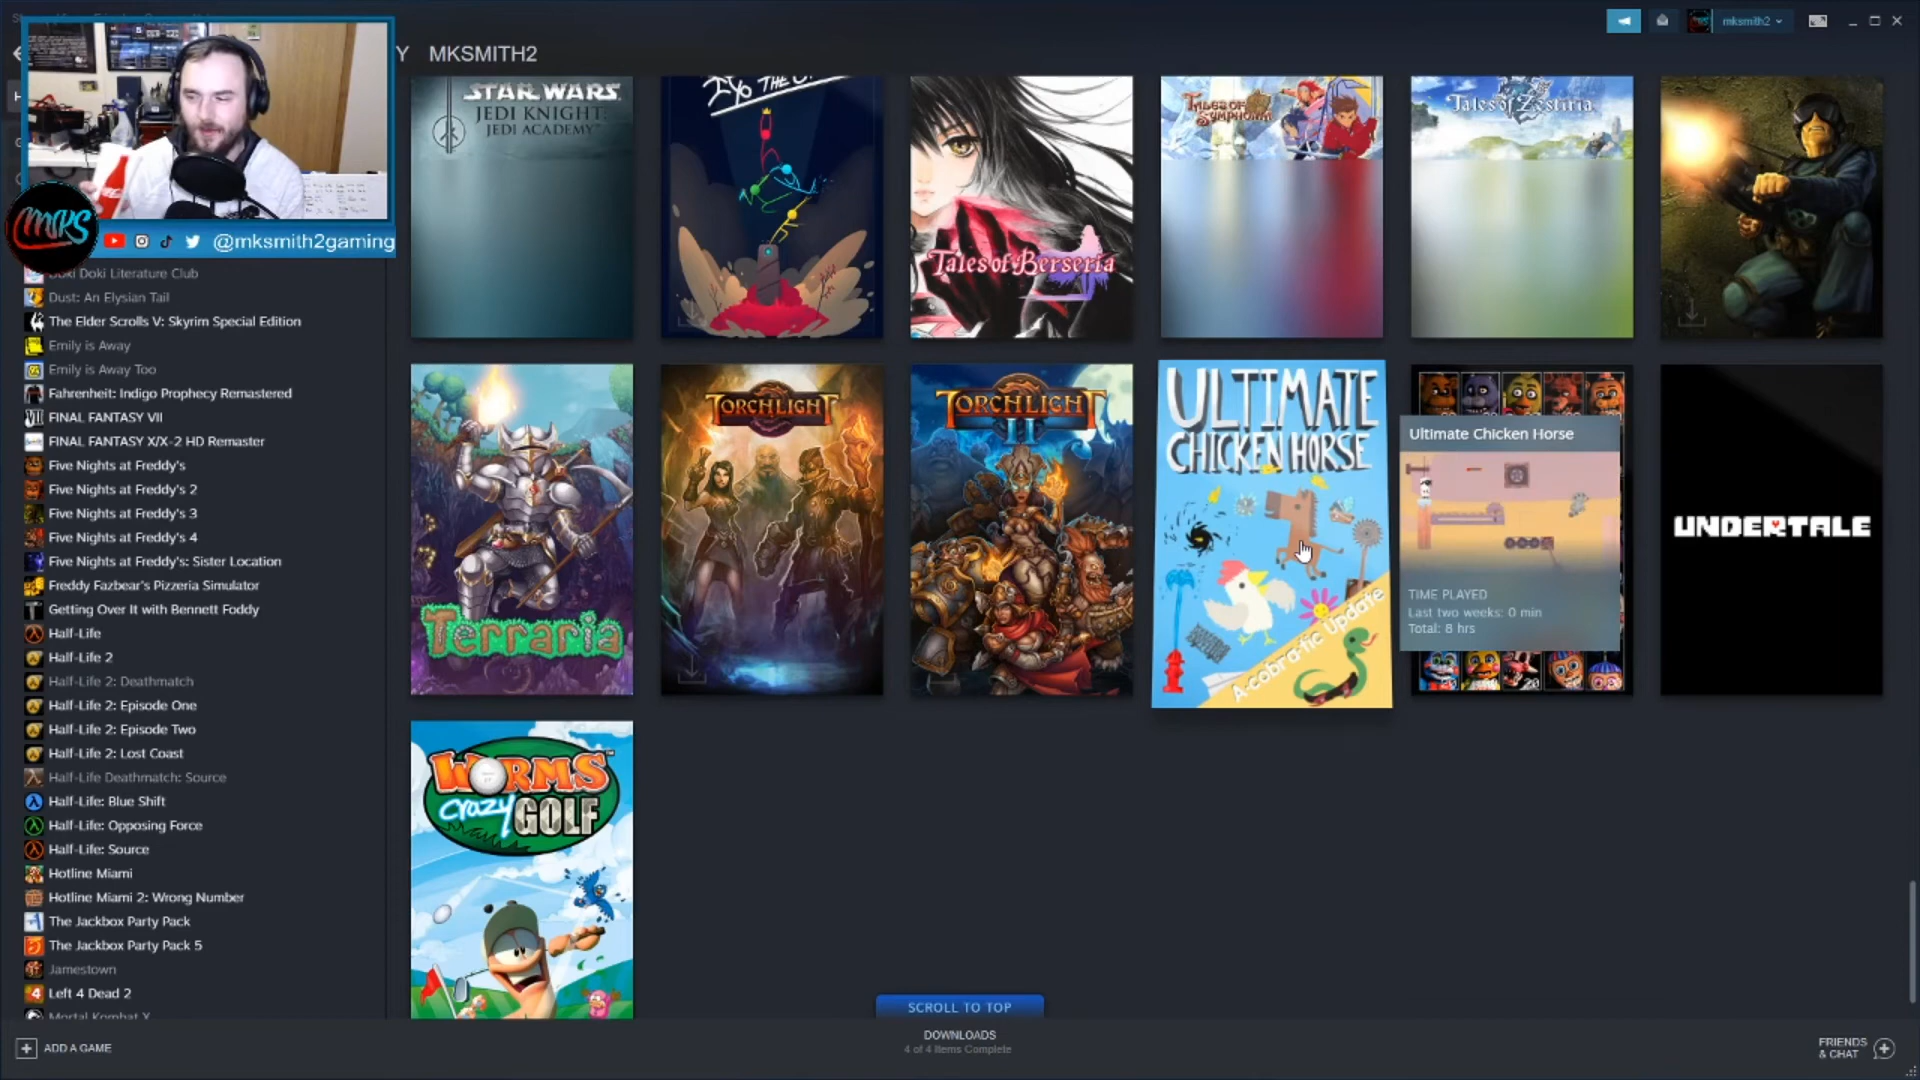 mksmith2
Y MKSMITH2
MKS
@mksmith2gaming
Doki Doki Literature Club
Dust: An Elysian Tail
The Elder Scrolls V: Skyrim Special Edition
Emily is Away
Emily is Away Too
Fahrenheit: Indigo Prophecy Remastered
FINAL FANTASY VII
FINAL FANTASY X/X-2 HD Remaster
Five Nights at Freddy's
Five Nights at Freddy's 2
Five Nights at Freddy's 3
Five Nights at Freddy's 4
Five Nights at Freddy's: Sister Location
Freddy Fazbear's Pizzeria Simulator
Getting Over It with Bennett Foddy
Half-Life
Half-Life 2
Half-Life 2: Deathmatch
Half-Life 2: Episode One
Half-Life 2: Episode Two
Half-Life 2: Lost Coast
Half-Life Deathmatch: Source
Half-Life: Blue Shift
Half-Life: Opposing Force
Half-Life: Source
Hotline Miami
Hotline Miami 2: Wrong Number
The Jackbox Party Pack
The Jackbox Party Pack 5
Jamestown
Left 4 Dead 2
Mortal Kombat X
STAR WARS
JEDI KNIGHT:
JEDI ACADEMY™
Tales of Berseria
Tales of Symphonia
Tales of Zestiria
Terraria
TORCHLIGHT
TORCHLIGHT
II
ULTIMATE
CHICKEN HORSE
A-cobra-tic Update
Ultimate Chicken Horse
TIME PLAYED
Last two weeks: 0 min
Total: 8 hrs
UNDERTALE
WORMS™
crazy GOLF
SCROLL TO TOP
ADD A GAME
DOWNLOADS
4 of 4 Items Complete
FRIENDS
& CHAT